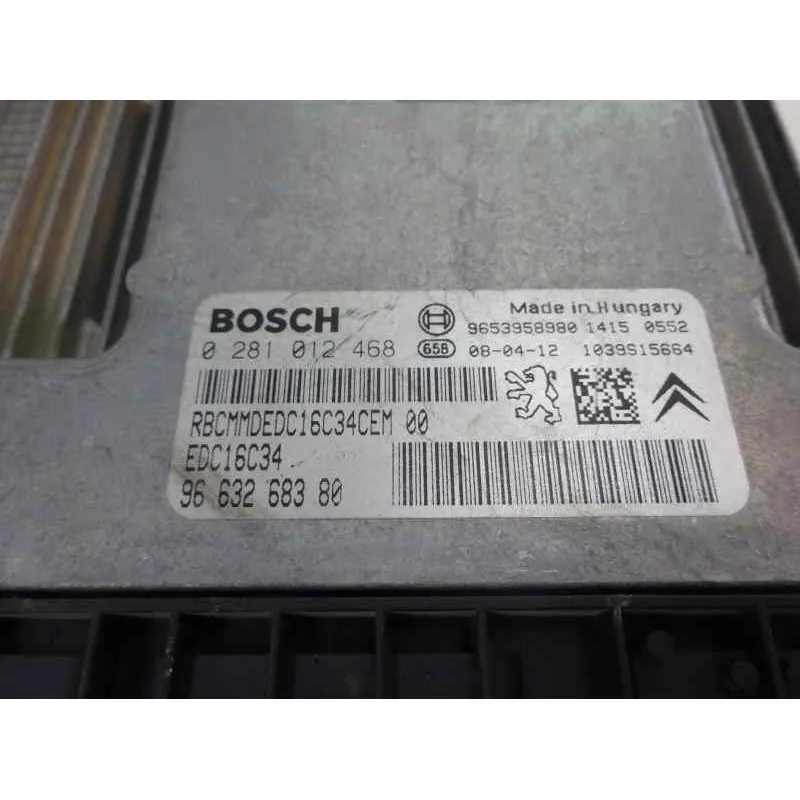 BOSCH
Made in Hungary
9653958980 1415 0552
0 281 012 468 658 08-04-12 1039S15664
RBCMMDEDC16C34CEM 00
EDC16C34
96 632 683 80